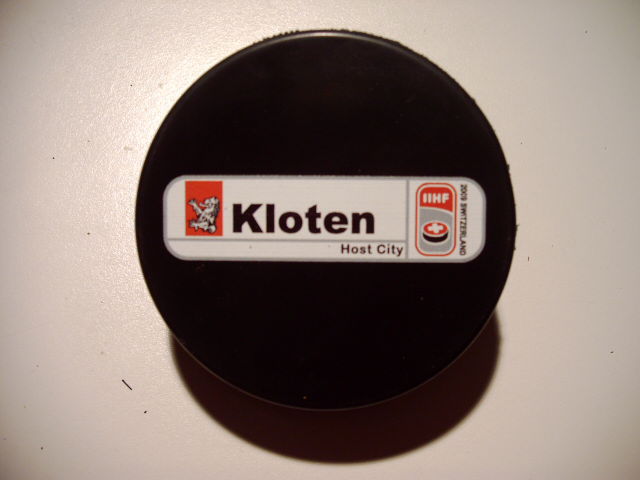 Kloten
Host City
IIHF
2009 SWITZERLAND